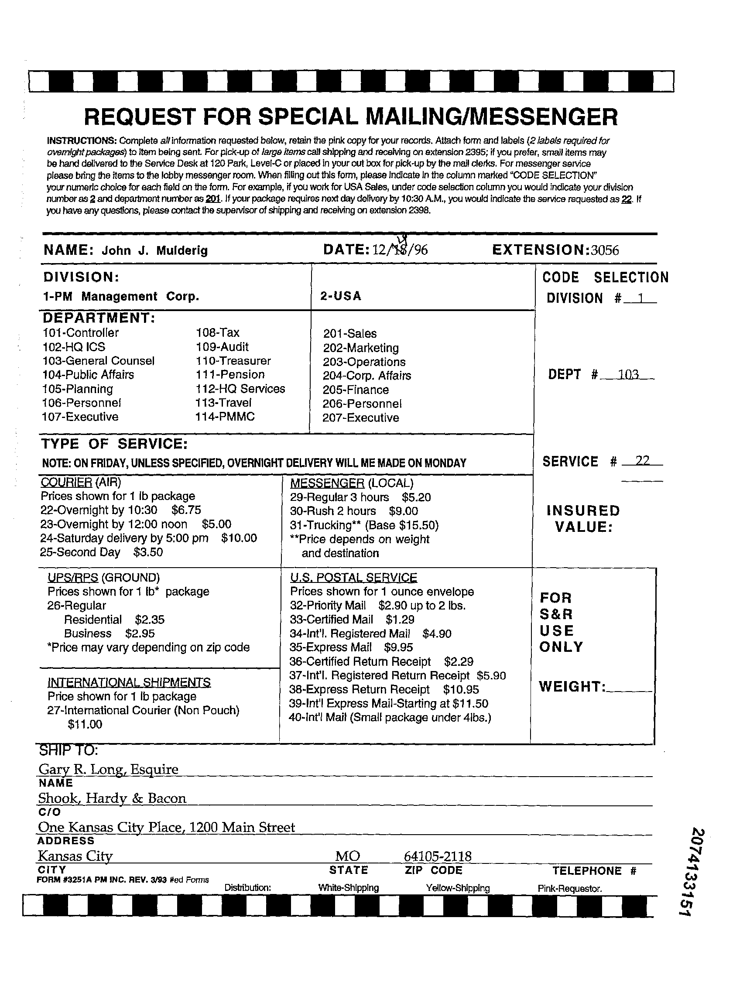 REQUEST FOR SPECIAL MAILING/MESSENGER
INSTRUCTIONS: Complete all information requested below, retain the pink copy for your records. Attach form and labels (2 labels required for
overnight packages) to item being sent. For pick-up of large items call shipping and receiving on extension 2395; if you prefer, small items may
be hand delivered to the Service Desk at 120 Park, Level-C or placed in your out box for pick-up by the mail clerks. For messenger service
please bring the items to the lobby messenger room. When filling out this form, please indicate in the column marked "CODE SELECTION"
your numeric choice for each field on the form. For example, if you work for USA Sales, under code selection column you would indicate your division
number as 2 and department number as 201. If your package requires next day delivery by 10:30 A.M., you would indicate the service requested as 22. If
you have any questions, please contact the supervisor of shipping and receiving on extension 2398.
NAME: John J. Mulderig DATE: 12/18/96 EXTENSION:3056
DIVISION: CODE SELECTION
1-PM Management Corp. 2-USA DIVISION # 1
DEPARTMENT:
101-Controller 108-Tax 201-Sales
102-HQ ICS 109-Audit 202-Marketing
103-General Counsel 110-Treasurer 203-Operations
104-Public Affairs 111-Pension 204-Corp. Affairs DEPT # 103
105-Planning 112-HQ Services 205-Finance
106-Personnel 113-Travel 206-Personnel
107-Executive 114-PMMC 207-Executive
TYPE OF SERVICE:
NOTE: ON FRIDAY, UNLESS SPECIFIED, OVERNIGHT DELIVERY WILL ME MADE ON MONDAY SERVICE # 22
COURIER (AIR)
Prices shown for 1 lb package
22-Overnight by 10:30 $6.75
23-Overnight by 12:00 noon $5.00
24-Saturday delivery by 5:00 pm $10.00
25-Second Day $3.50
MESSENGER (LOCAL)
29-Regular 3 hours $5.20
30-Rush 2 hours $9.00
31-Trucking** (Base $15.50)
**Price depends on weight
and destination
INSURED
VALUE:
UPS/RPS (GROUND)
Prices shown for 1 lb* package
26-Regular
Residential $2.35
Business $2.95
*Price may vary depending on zip code
INTERNATIONAL SHIPMENTS
Price shown for 1 lb package
27-International Courier (Non Pouch)
$11.00
U.S. POSTAL SERVICE
Prices shown for 1 ounce envelope
32-Priority Mail $2.90 up to 2 lbs.
33-Certified Mail $1.29
34-Int'l. Registered Mail $4.90
35-Express Mail $9.95
36-Certified Return Receipt $2.29
37-Int'l. Registered Return Receipt $5.90
38-Express Return Receipt $10.95
39-Int'l Express Mail-Starting at $11.50
40-Int'l Mail (Small package under 4lbs.)
FOR
S&R
USE
ONLY
WEIGHT:
SHIP TO:
Gary R. Long, Esquire
NAME
Shook, Hardy & Bacon
C/O
One Kansas City Place, 1200 Main Street
ADDRESS
Kansas City MO 64105-2118
CITY STATE ZIP CODE TELEPHONE #
FORM #3251A PM INC. REV. 3/93 #ed Forms
Distribution: White-Shipping Yellow-Shipping Pink-Requestor.
2074133151